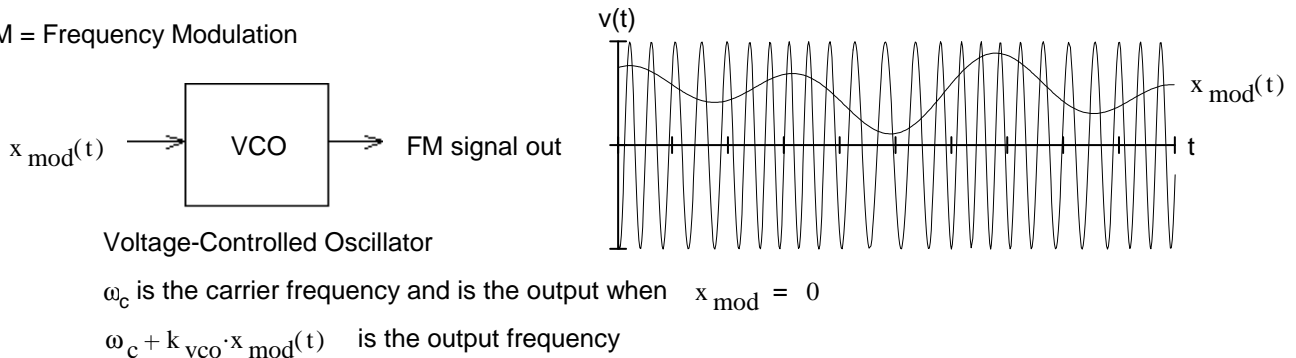 M = Frequency Modulation
v(t)
x mod(t)
VCO
FM signal out
x mod(t)
t
Voltage-Controlled Oscillator
ωc is the carrier frequency and is the output when x mod = 0
ωc + k vco·x mod(t) is the output frequency